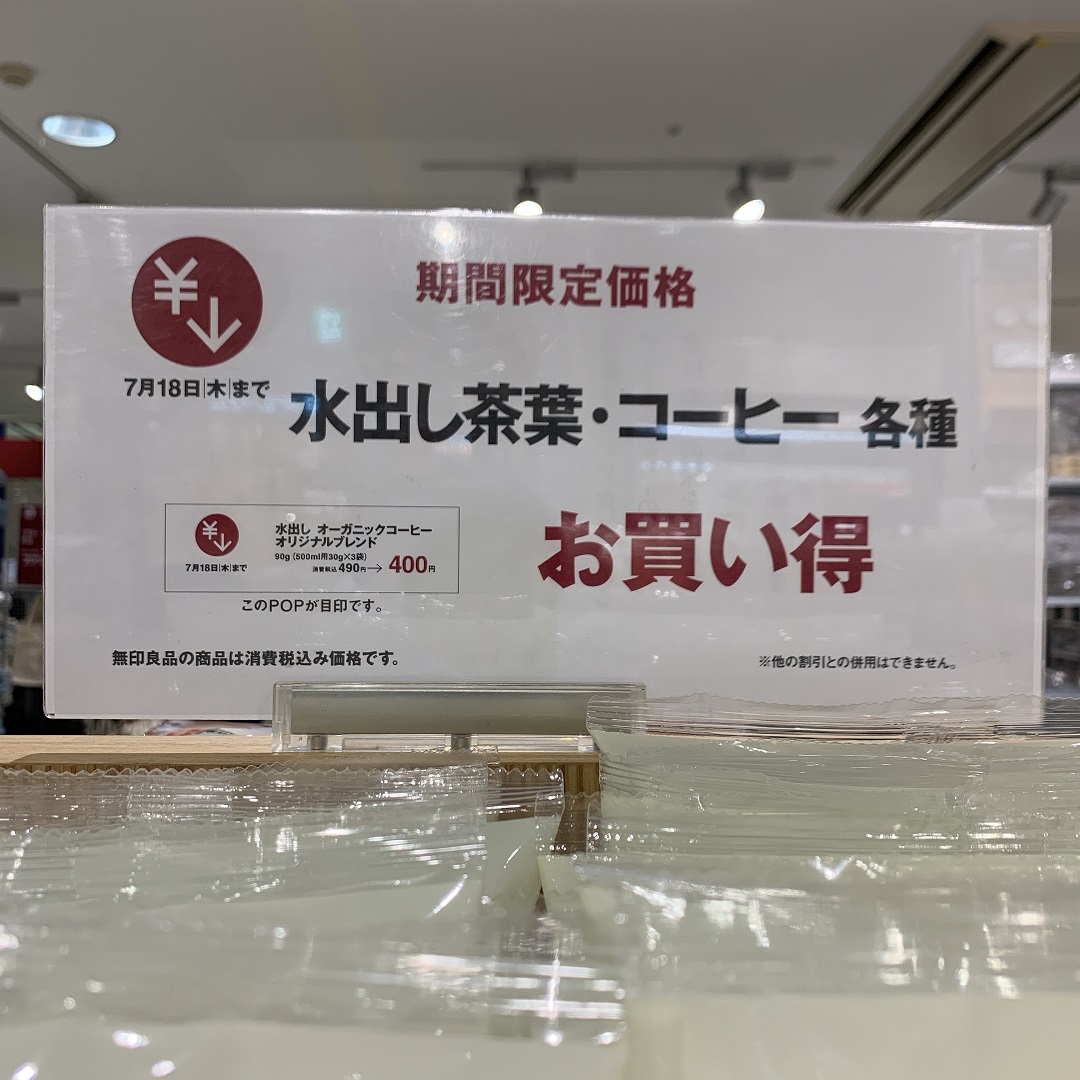 期間限定価格
¥↓
7月18日|木|まで
水出し茶葉・コーヒー 各種
¥↓
7月18日|木|まで
水出し オーガニックコーヒー
オリジナルブレンド
90g (500ml用30g×3袋)
消費税込490円→400円
このPOPが目印です。
お買い得
無印良品の商品は消費税込み価格です。
※他の割引との併用はできません。